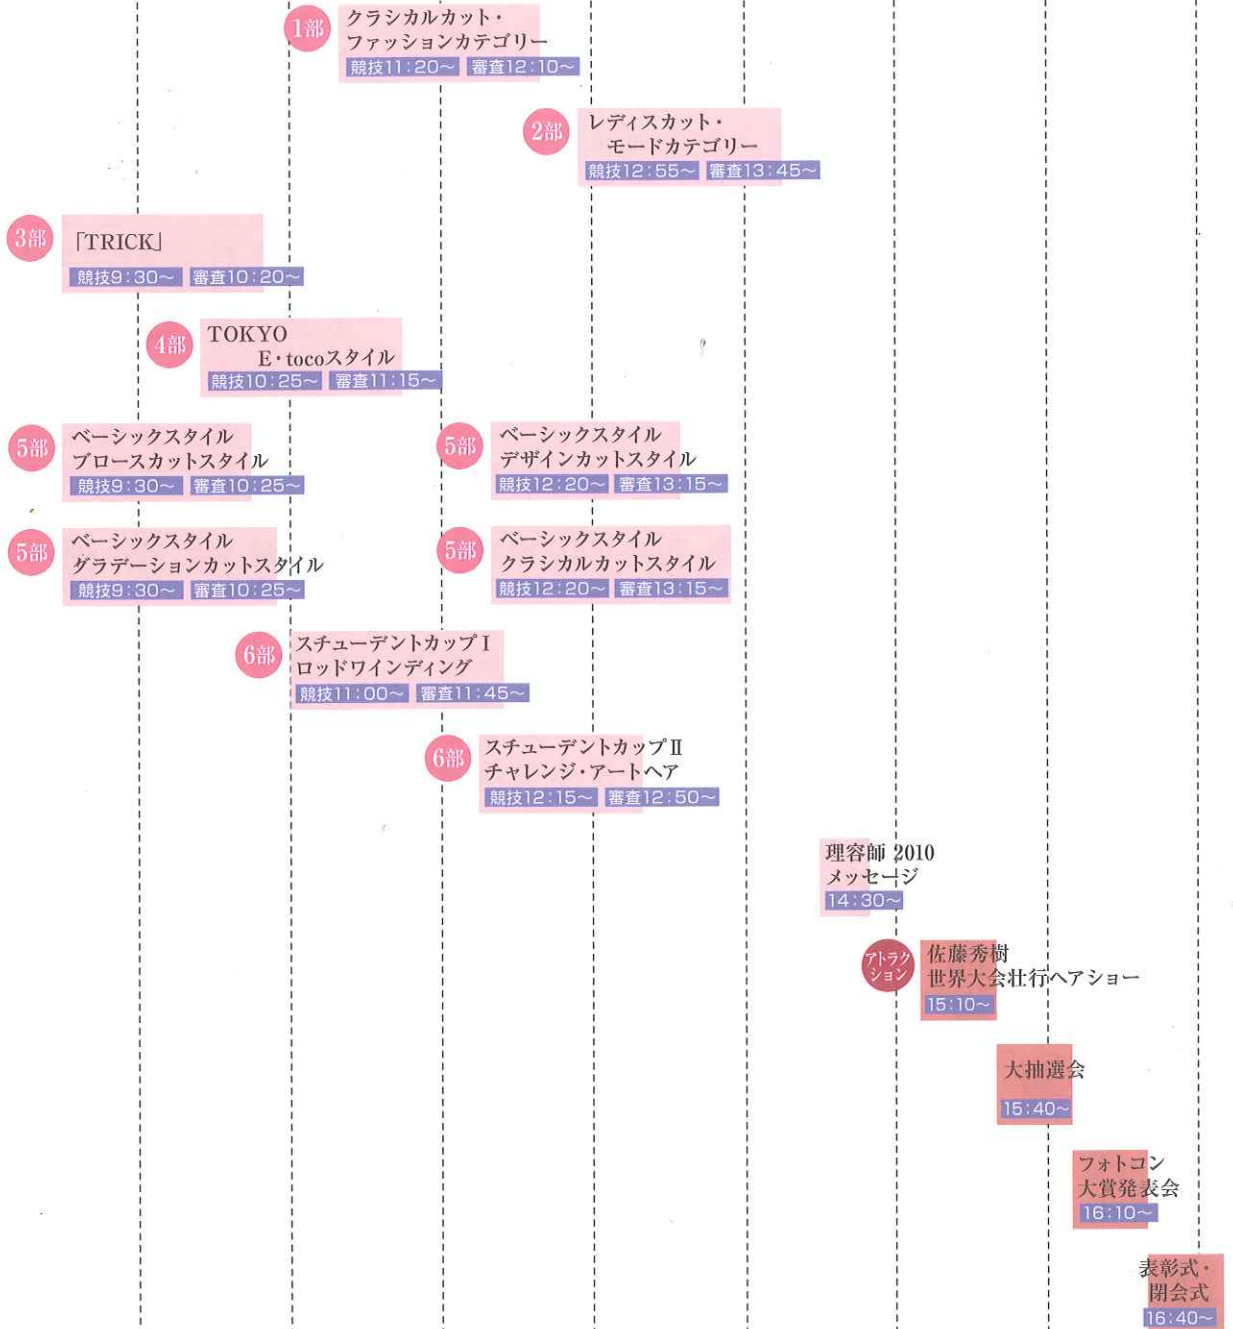 1部
クラシカルカット・
ファッションカテゴリー
競技11:20～ 審査12:10～
2部
レディスカット・
モードカテゴリー
競技12:55～ 審査13:45～
3部
「TRICK」
競技9:30～ 審査10:20～
4部
TOKYO
E・tocoスタイル
競技10:25～ 審査11:15～
5部
ベーシックスタイル
ブロースカットスタイル
競技9:30～ 審査10:25～
5部
ベーシックスタイル
デザインカットスタイル
競技12:20～ 審査13:15～
5部
ベーシックスタイル
グラデーションカットスタイル
競技9:30～ 審査10:25～
5部
ベーシックスタイル
クラシカルカットスタイル
競技12:20～ 審査13:15～
6部
スチューデントカップⅠ
ロッドワインディング
競技11:00～ 審査11:45～
6部
スチューデントカップⅡ
チャレンジ・アートヘア
競技12:15～ 審査12:50～
理容師 2010
メッセージ
14:30～
アトラク
ション
佐藤秀樹
世界大会壮行ヘアショー
15:10～
大抽選会
15:40～
フォトコン
大賞発表会
16:10～
表彰式・
閉会式
16:40～